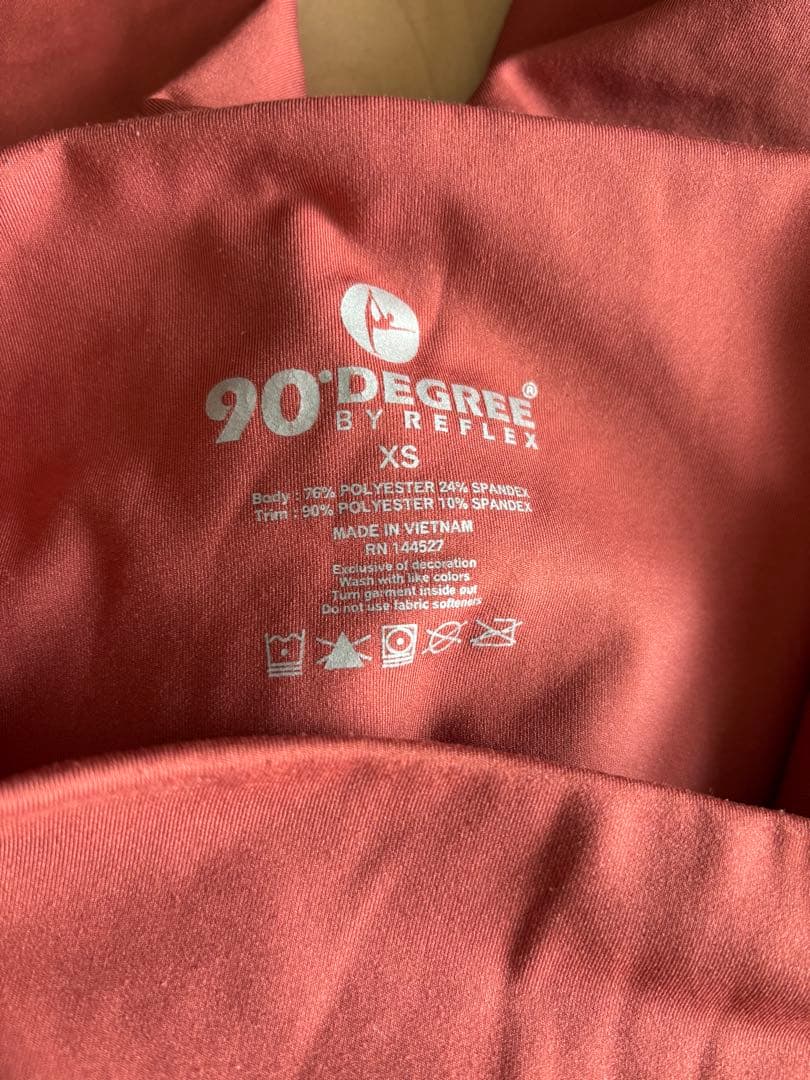 90°DEGREE®
BY REFLEX
XS
Body : 76% POLYESTER 24% SPANDEX
Trim : 90% POLYESTER 10% SPANDEX
MADE IN VIETNAM
RN 144527
Exclusive of decoration
Wash with like colors
Turn garment inside out
Do not use fabric softeners